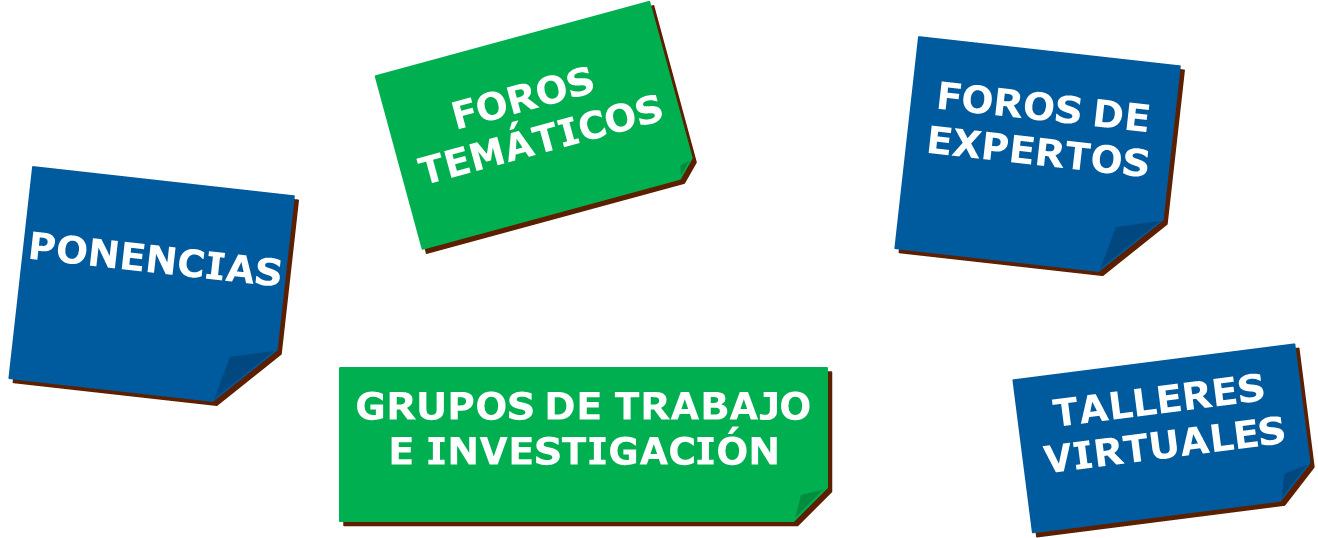 FOROS
TEMÁTICOS
FOROS DE
EXPERTOS
PONENCIAS
GRUPOS DE TRABAJO
E INVESTIGACIÓN
TALLERES
VIRTUALES